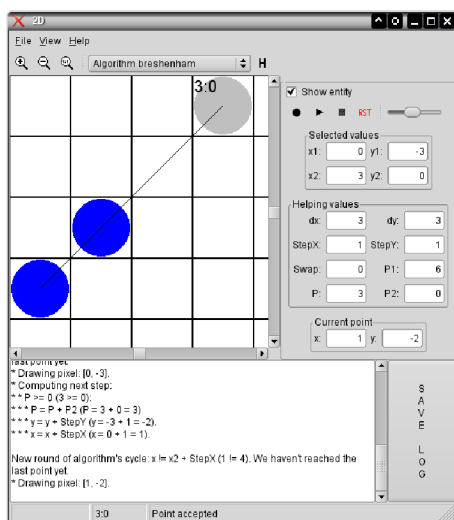 2D
File View Help
Algorithm breshenham H
3:0
Show entity
RST
Selected values
x1: 0 y1: -3
x2: 3 y2: 0
Helping values
dx: 3 dy: 3
StepX: 1 StepY: 1
Swap: 0 P1: 6
P: 3 P2: 0
Current point
x: 1 y: -2
last point yet.
* Drawing pixel: [0, -3].
* Computing next step:
* * P >= 0 (3 >= 0):
* * * P = P + P2 (P = 3 + 0 = 3)
* * * y = y + StepY (y = -3 + 1 = -2).
* * * x = x + StepX (x = 0 + 1 = 1).
New round of algorithm's cycle: x != x2 + StepX (1 != 4). We haven't reached the
last point yet.
* Drawing pixel: [1, -2].
SAVE LOG
3:0 Point accepted